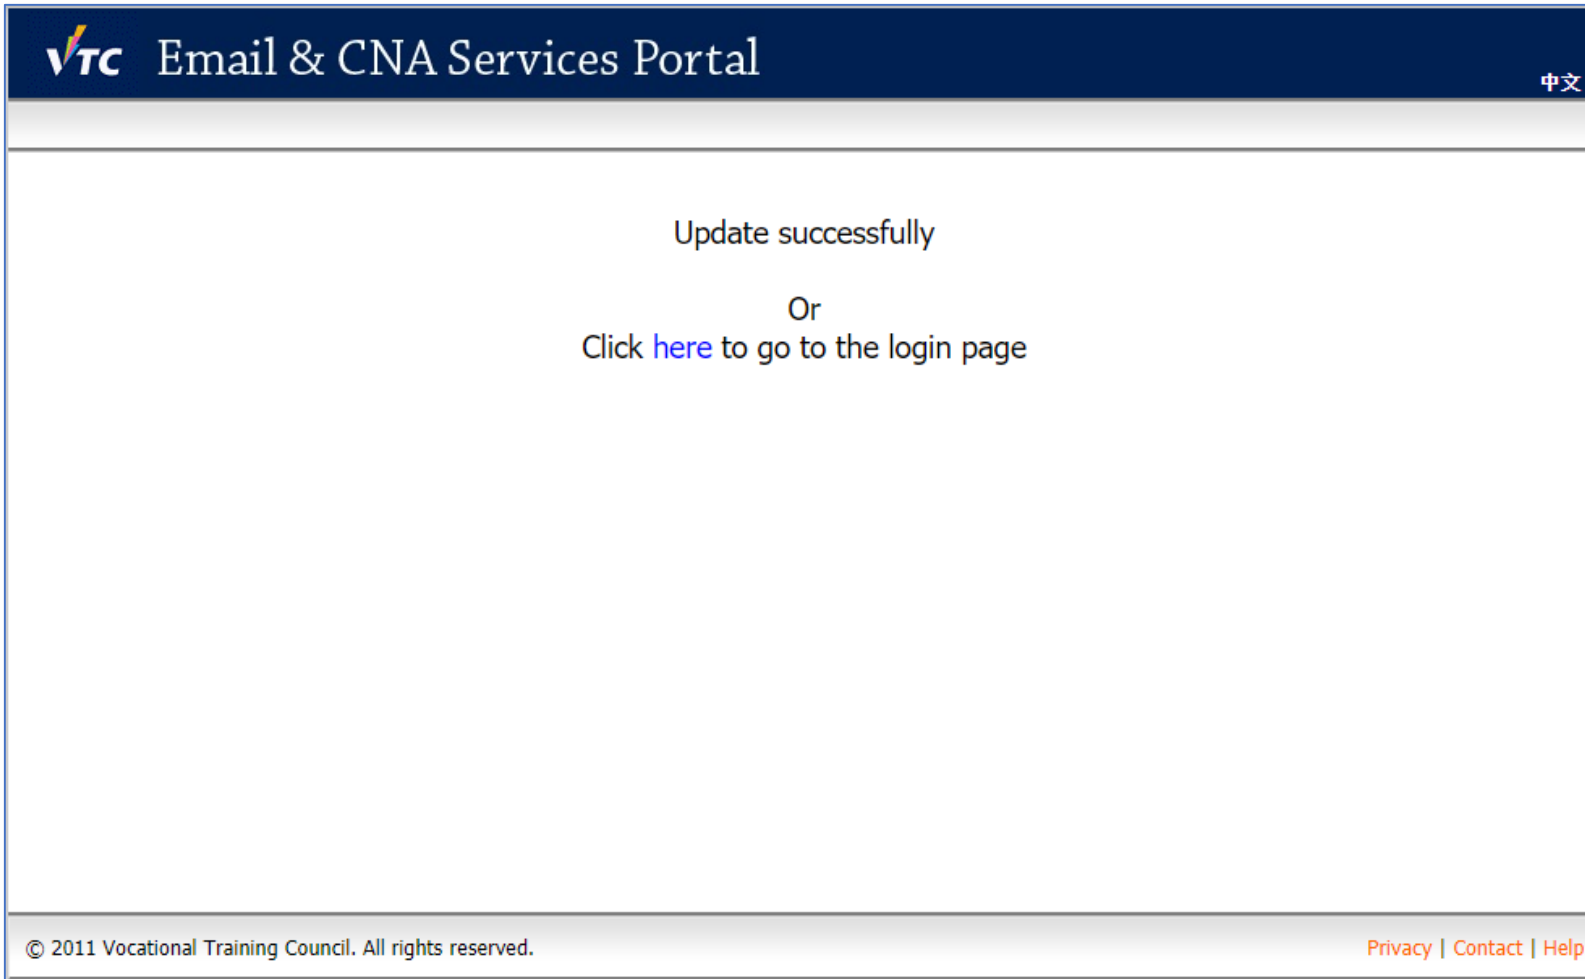 VTC Email & CNA Services Portal
中文
Update successfully
Or
Click here to go to the login page
© 2011 Vocational Training Council. All rights reserved.
Privacy | Contact | Help